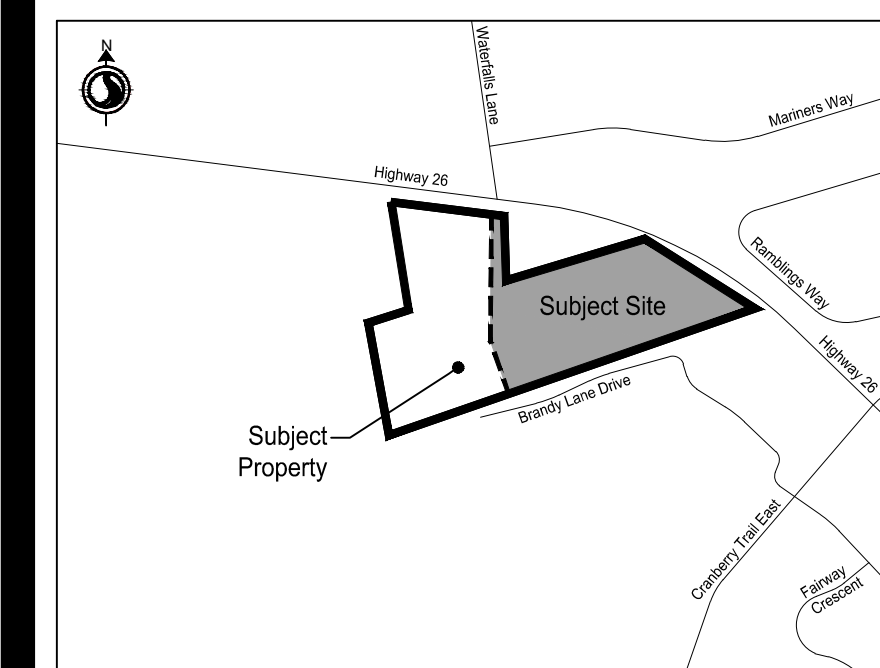 N
Waterfalls Lane
Mariners Way
Highway 26
Ramblings Way
Subject Site
Highway 26
Brandy Lane Drive
Subject
Property
Cranberry Trail East
Fairway
Crescent